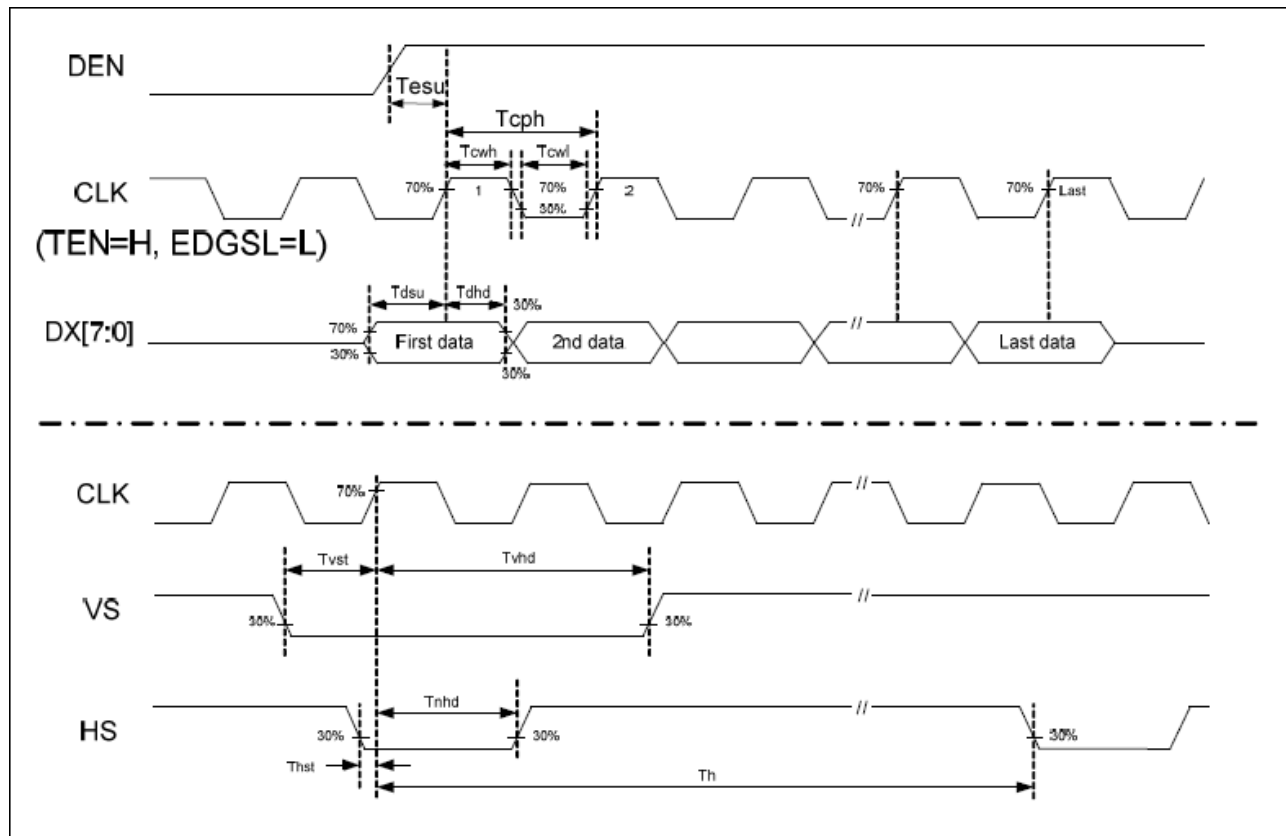 DEN
Tesu
Tcph
Tcwh
Tcwl
CLK
70%
1
70%
30%
2
70%
70%
Last
//
(TEN=H, EDGSL=L)
Tdsu
Tdhd
30%
DX[7:0]
70%
30%
First data
30%
2nd data
//
Last data
CLK
70%
//
Tvst
Tvhd
VS
30%
30%
//
Tnhd
HS
30%
30%
//
30%
Thst
Th